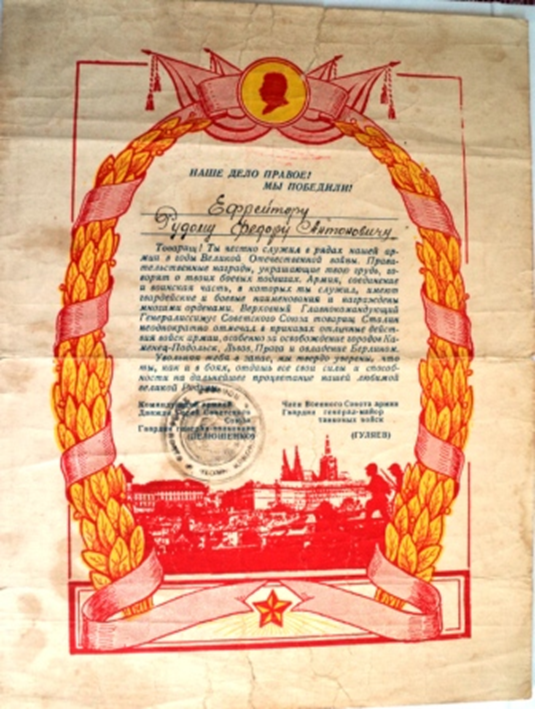 НАШЕ ДЕЛО ПРАВОЕ!
МЫ ПОБЕДИЛИ!
Ефрейтору
Рудому Федору Антоновичу
Товарищ! Ты честно служил в рядах нашей ар-
мии в годы Великой Отечественной войны. Прави-
тельственные награды, украшающие твою грудь, го-
ворят о твоих боевых подвигах. Армия, соединение
и воинская часть, в которых ты служил, имеют
гвардейские и боевые наименования и награждены
многими орденами. Верховный Главнокомандующий
Генералиссимус Советского Союза товарищ Сталин
неоднократно отмечал в приказах отличные дейст-
вия войск армии, особенно за освобождение городов Ка-
менец-Подольск, Львов, Прага и овладение Берлином.
Увольняя тебя в запас, мы твердо уверены, что
ты, как и в боях, отдашь все свои силы и способ-
ности на дальнейшее процветание нашей любимой
великой Родины.
Командующий армией
Дважды Герой Советского
Союза
Гвардии генерал-полковник
(ЛЕЛЮШЕНКО)
Член Военного Совета армии
Гвардии генерал-майор
танковых войск
(ГУЛЯЕВ)